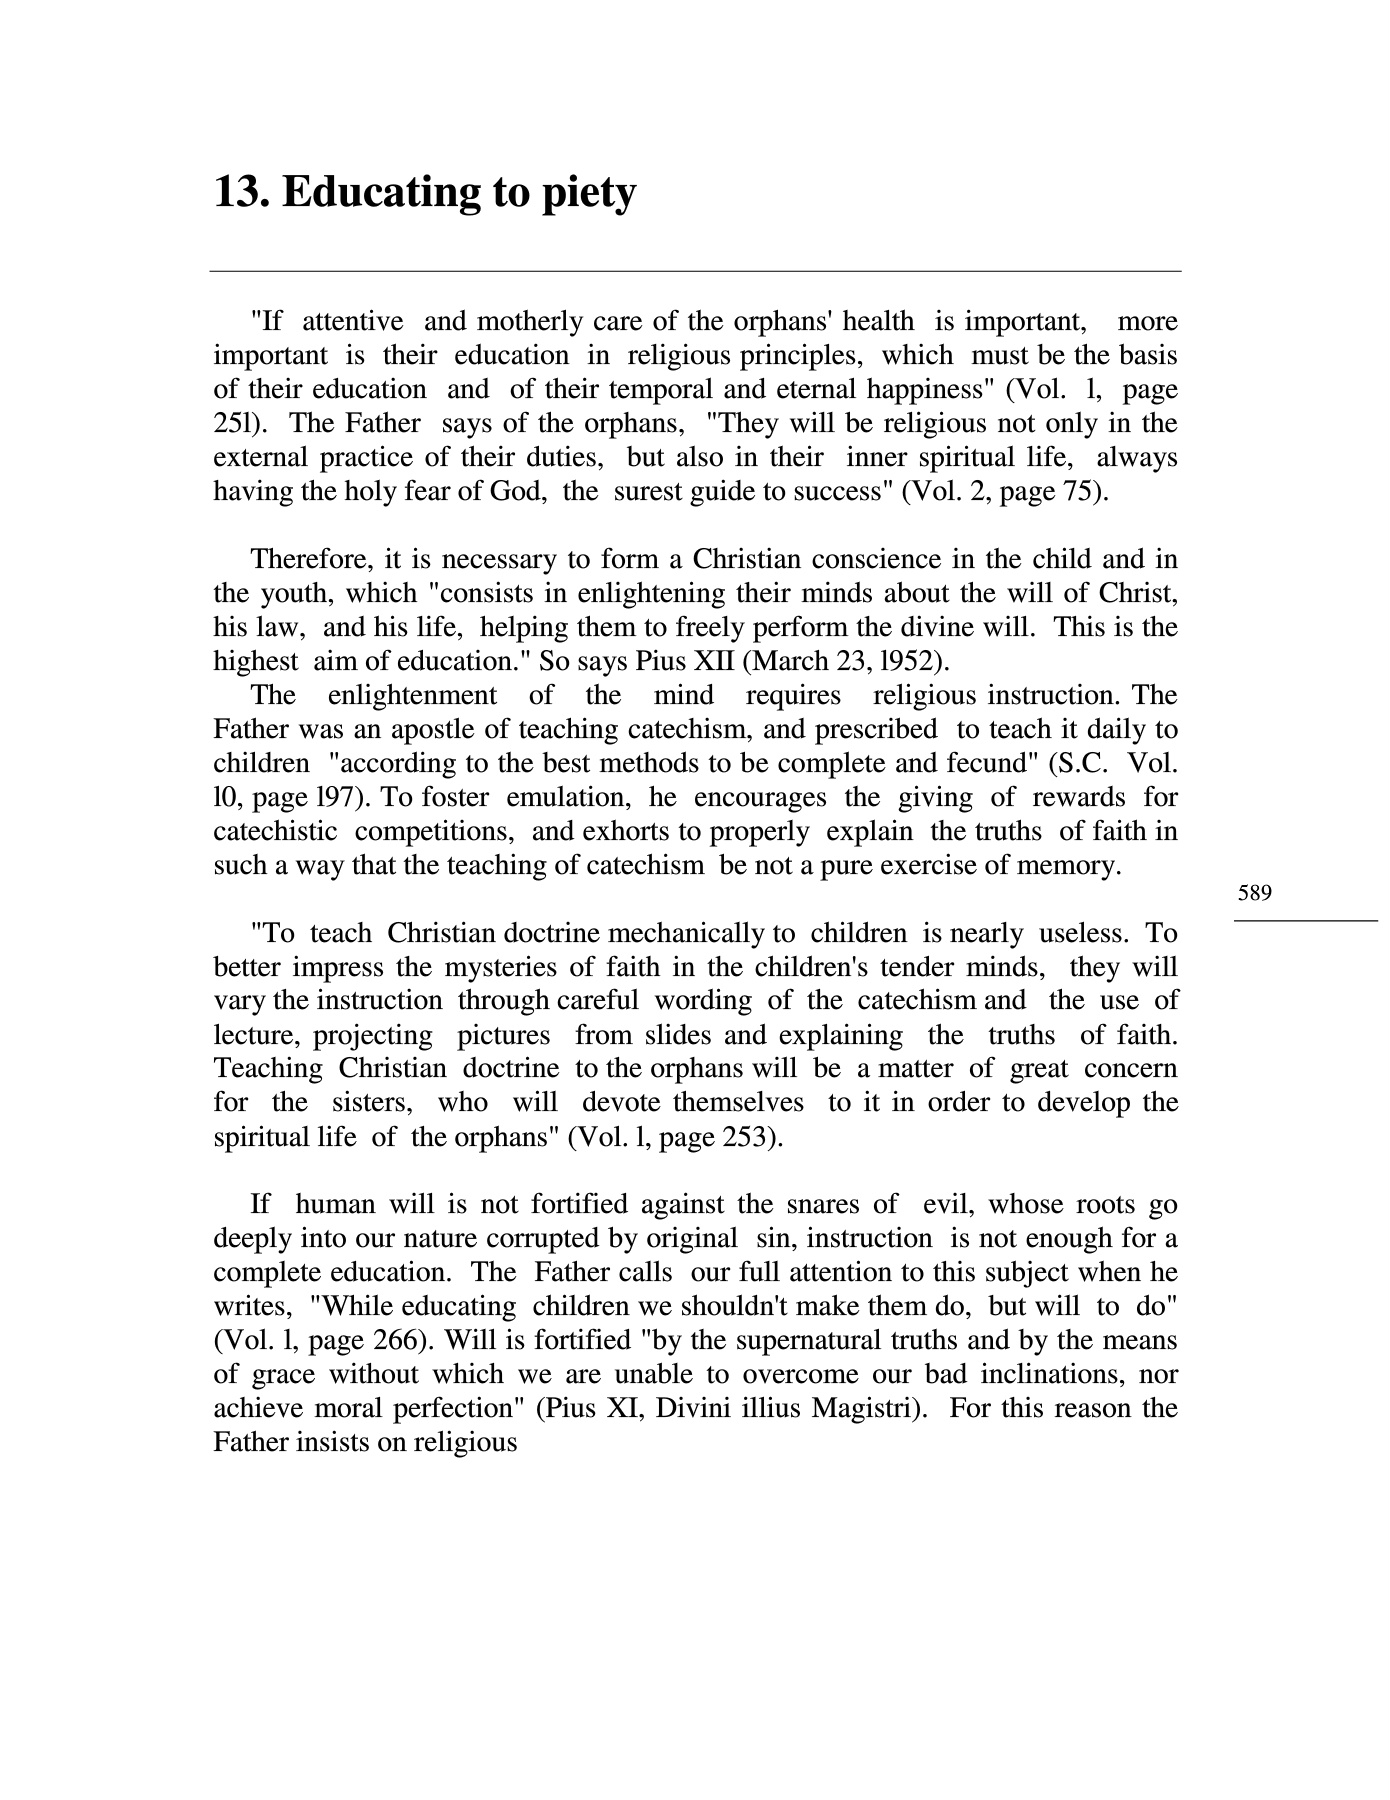 13. Educating to piety
"If attentive and motherly care of the orphans' health is important, more
important is their education in religious principles, which must be the basis
of their education and of their temporal and eternal happiness" (Vol. l, page
25l). The Father says of the orphans, "They will be religious not only in the
external practice of their duties, but also in their inner spiritual life, always
having the holy fear of God, the surest guide to success" (Vol. 2, page 75).
Therefore, it is necessary to form a Christian conscience in the child and in
the youth, which "consists in enlightening their minds about the will of Christ,
his law, and his life, helping them to freely perform the divine will. This is the
highest aim of education." So says Pius XII (March 23, l952).
The enlightenment of the mind requires religious instruction. The
Father was an apostle of teaching catechism, and prescribed to teach it daily to
children "according to the best methods to be complete and fecund" (S.C. Vol.
l0, page l97). To foster emulation, he encourages the giving of rewards for
catechistic competitions, and exhorts to properly explain the truths of faith in
such a way that the teaching of catechism be not a pure exercise of memory.
589
"To teach Christian doctrine mechanically to children is nearly useless. To
better impress the mysteries of faith in the children's tender minds, they will
vary the instruction through careful wording of the catechism and the use of
lecture, projecting pictures from slides and explaining the truths of faith.
Teaching Christian doctrine to the orphans will be a matter of great concern
for the sisters, who will devote themselves to it in order to develop the
spiritual life of the orphans" (Vol. l, page 253).
If human will is not fortified against the snares of evil, whose roots go
deeply into our nature corrupted by original sin, instruction is not enough for a
complete education. The Father calls our full attention to this subject when he
writes, "While educating children we shouldn't make them do, but will to do"
(Vol. l, page 266). Will is fortified "by the supernatural truths and by the means
of grace without which we are unable to overcome our bad inclinations, nor
achieve moral perfection" (Pius XI, Divini illius Magistri). For this reason the
Father insists on religious